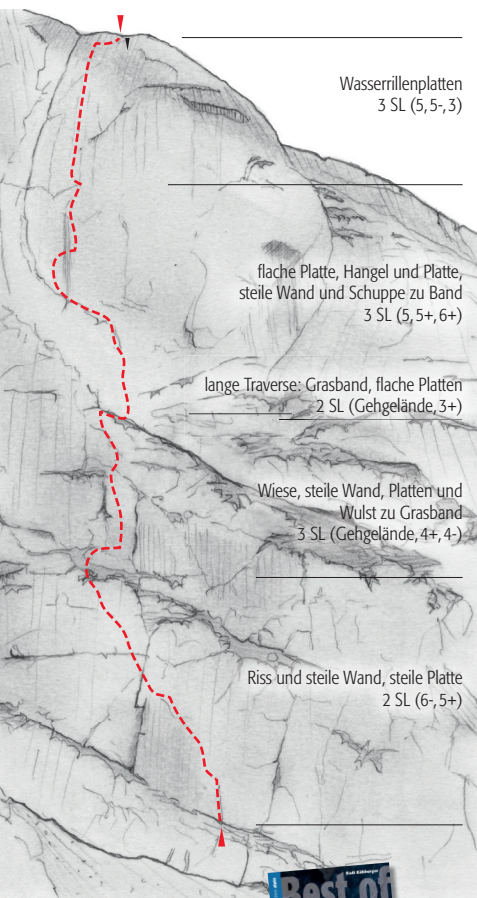 Wasserrillenplatten
3 SL (5, 5-, 3)
flache Platte, Hangel und Platte,
steile Wand und Schuppe zu Band
3 SL (5, 5+, 6+)
lange Traverse: Grasband, flache Platten
2 SL (Gehgelände, 3+)
Wiese, steile Wand, Platten und
Wulst zu Grasband
3 SL (Gehgelände, 4+, 4-)
Riss und steile Wand, steile Platte
2 SL (6-, 5+)
Best of